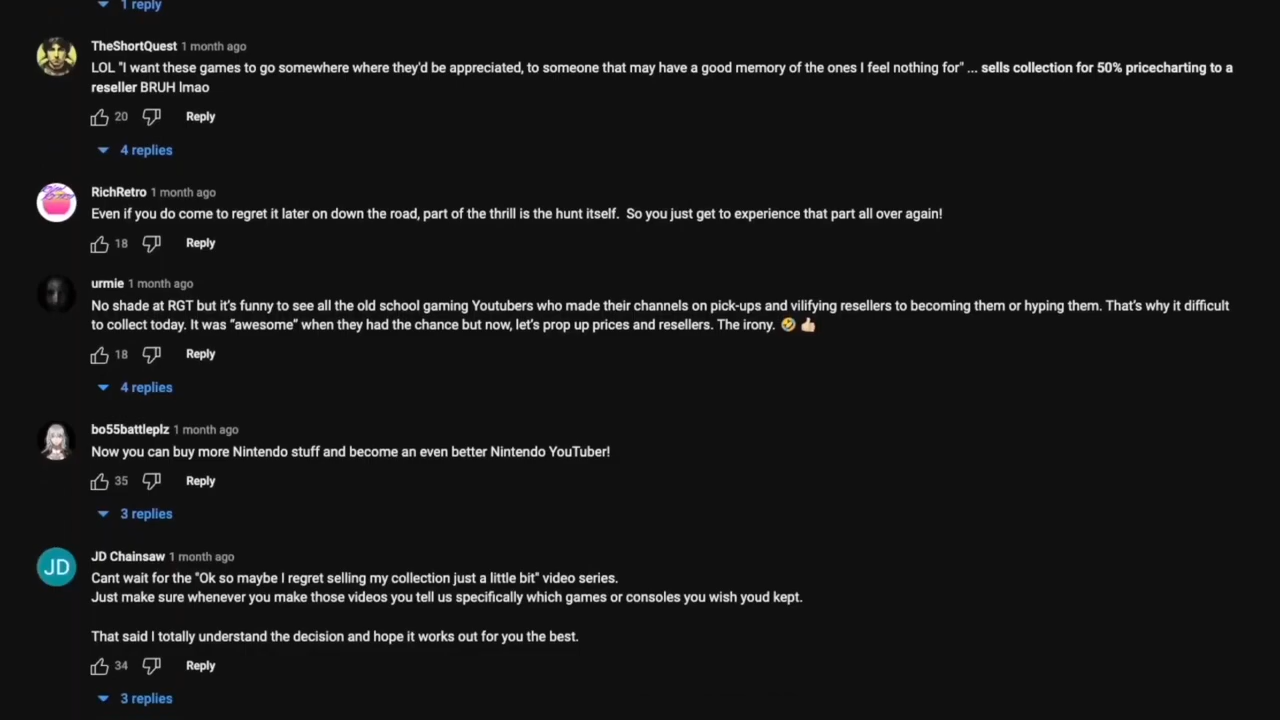 1 reply
TheShortQuest 1 month ago
LOL "I want these games to go somewhere where they'd be appreciated, to someone that may have a good memory of the ones I feel nothing for" ... sells collection for 50% pricecharting to a
reseller BRUH lmao
20 Reply
4 replies
RichRetro 1 month ago
Even if you do come to regret it later on down the road, part of the thrill is the hunt itself. So you just get to experience that part all over again!
18 Reply
urmie 1 month ago
No shade at RGT but it's funny to see all the old school gaming Youtubers who made their channels on pick-ups and vilifying resellers to becoming them or hyping them. That's why it difficult
to collect today. It was "awesome" when they had the chance but now, let's prop up prices and resellers. The irony. 🤣 👍🏼
18 Reply
4 replies
bo55battleplz 1 month ago
Now you can buy more Nintendo stuff and become an even better Nintendo YouTuber!
35 Reply
3 replies
JD
JD Chainsaw 1 month ago
Cant wait for the "Ok so maybe I regret selling my collection just a little bit" video series.
Just make sure whenever you make those videos you tell us specifically which games or consoles you wish youd kept.
That said I totally understand the decision and hope it works out for you the best.
34 Reply
3 replies